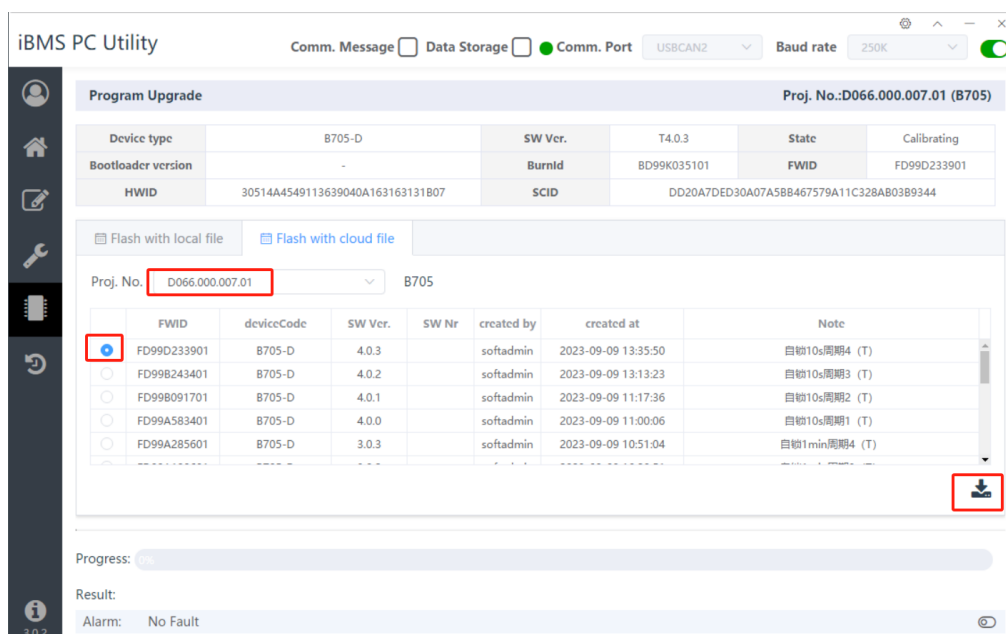 iBMS PC Utility
Comm. Message Data Storage Comm. Port USBCAN2 Baud rate 250K
Program Upgrade Proj. No.:D066.000.007.01 (B705)
Device type B705-D SW Ver. T4.0.3 State Calibrating
Bootloader version - BurnId BD99K035101 FWID FD99D233901
HWID 30514A4549113639040A163163131B07 SCID DD20A7DED30A07A5BB467579A11C328AB03B9344
Flash with local file Flash with cloud file
Proj. No. D066.000.007.01 B705
FWID deviceCode SW Ver. SW Nr created by created at Note
FD99D233901 B705-D 4.0.3 softadmin 2023-09-09 13:35:50 自锁10s周期4 (T)
FD99B243401 B705-D 4.0.2 softadmin 2023-09-09 13:13:23 自锁10s周期3 (T)
FD99B091701 B705-D 4.0.1 softadmin 2023-09-09 11:17:36 自锁10s周期2 (T)
FD99A583401 B705-D 4.0.0 softadmin 2023-09-09 11:00:06 自锁10s周期1 (T)
FD99A285601 B705-D 3.0.3 softadmin 2023-09-09 10:51:04 自锁1min周期4 (T)
Progress: 0%
Result:
Alarm: No Fault
3.0.2